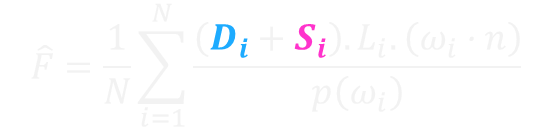 F̂ = 1/N ∑_{i=1}^{N} (D_i + S_i).L_i.(ω_i · n) / p(ω_i)